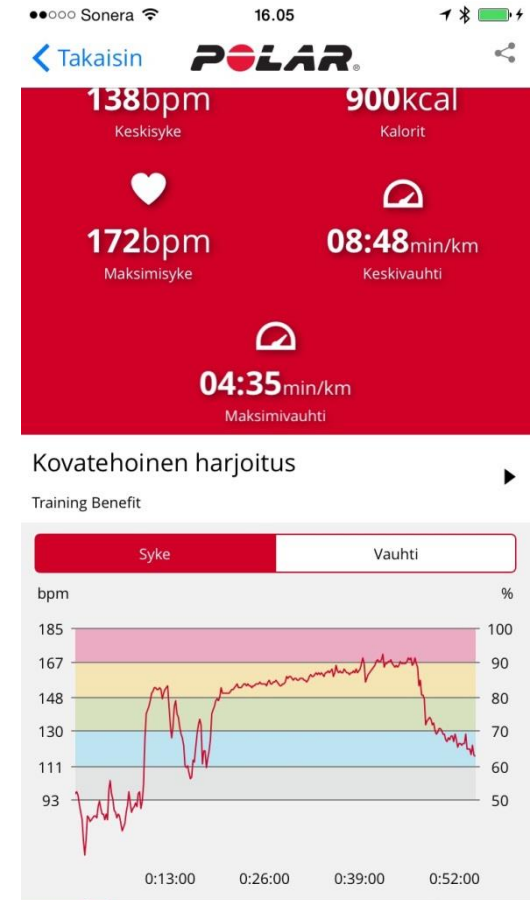 Sonera 16.05
Takaisin POLAR®
138bpm 900kcal
Keskisyke Kalorit
172bpm 08:48min/km
Maksimisyke Keskivauhti
04:35min/km
Maksimivauhti
Kovatehoinen harjoitus
Training Benefit
Syke Vauhti
bpm %
185 100
167 90
148 80
130 70
111 60
93 50
0:13:00 0:26:00 0:39:00 0:52:00